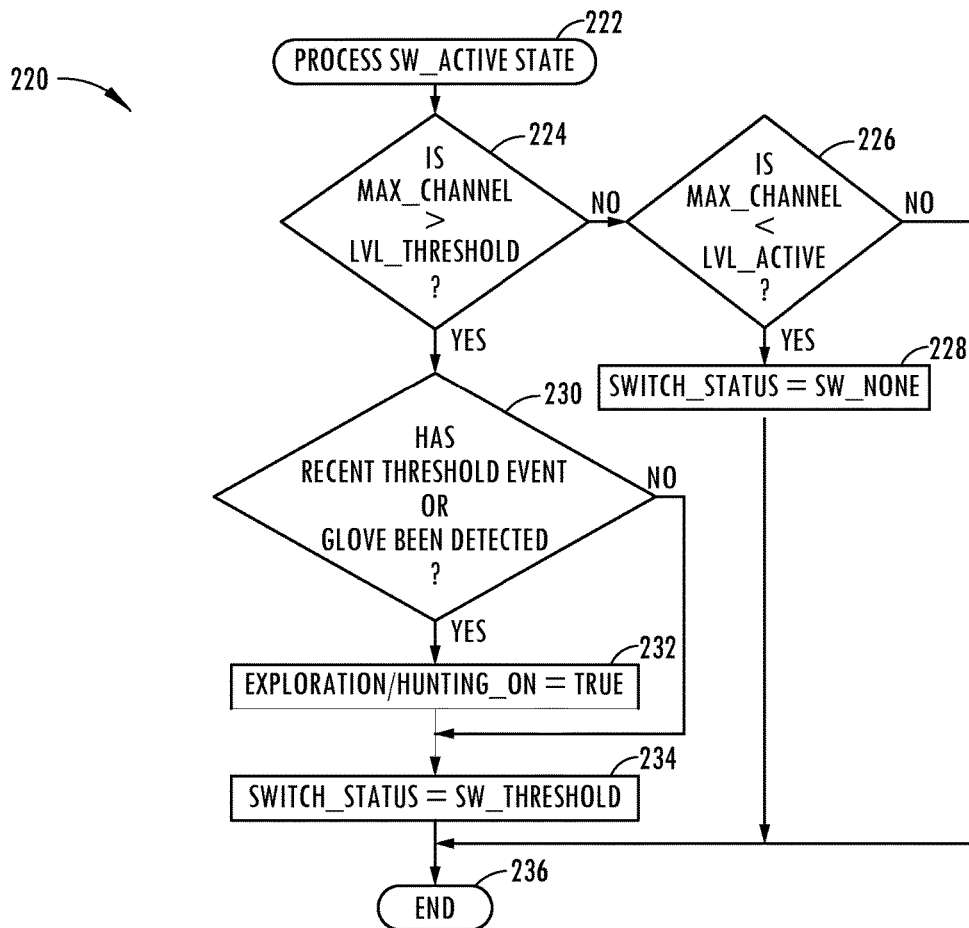 222
PROCESS SW_ACTIVE STATE
220
224
IS
MAX_CHANNEL
>
LVL_THRESHOLD
?
NO
226
IS
MAX_CHANNEL
<
LVL_ACTIVE
?
NO
YES
YES
228
SWITCH_STATUS = SW_NONE
230
HAS
RECENT THRESHOLD EVENT
OR
GLOVE BEEN DETECTED
?
NO
YES
232
EXPLORATION/HUNTING_ON = TRUE
234
SWITCH_STATUS = SW_THRESHOLD
236
END